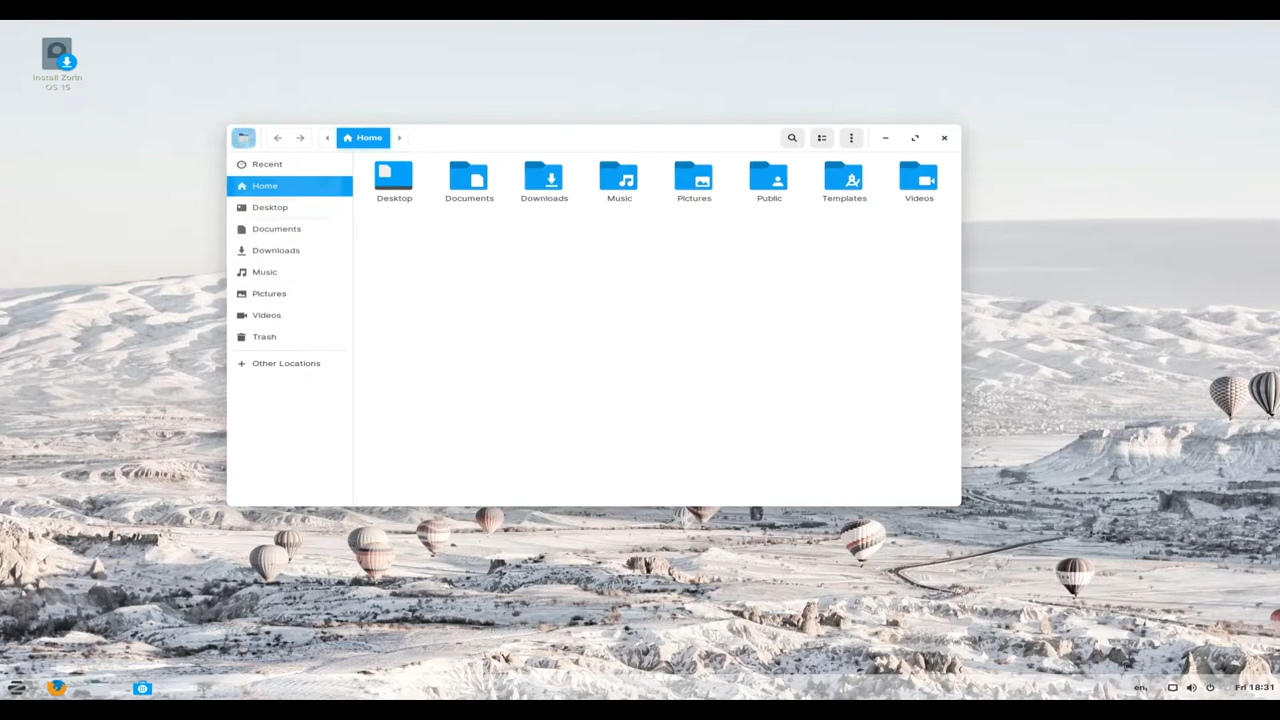 Install Zorin
OS 15
Home
Recent
Home
Desktop
Documents
Downloads
Music
Pictures
Videos
Trash
Other Locations
Desktop
Documents
Downloads
Music
Pictures
Public
Templates
Videos
en₁
Fri 18:31